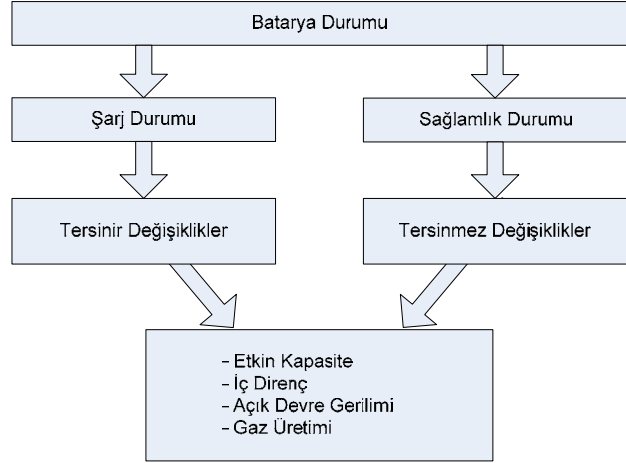 Batarya Durumu
Şarj Durumu
Sağlamlık Durumu
Tersinir Değişiklikler
Tersinmez Değişiklikler
- Etkin Kapasite
- İç Direnç
- Açık Devre Gerilimi
- Gaz Üretimi